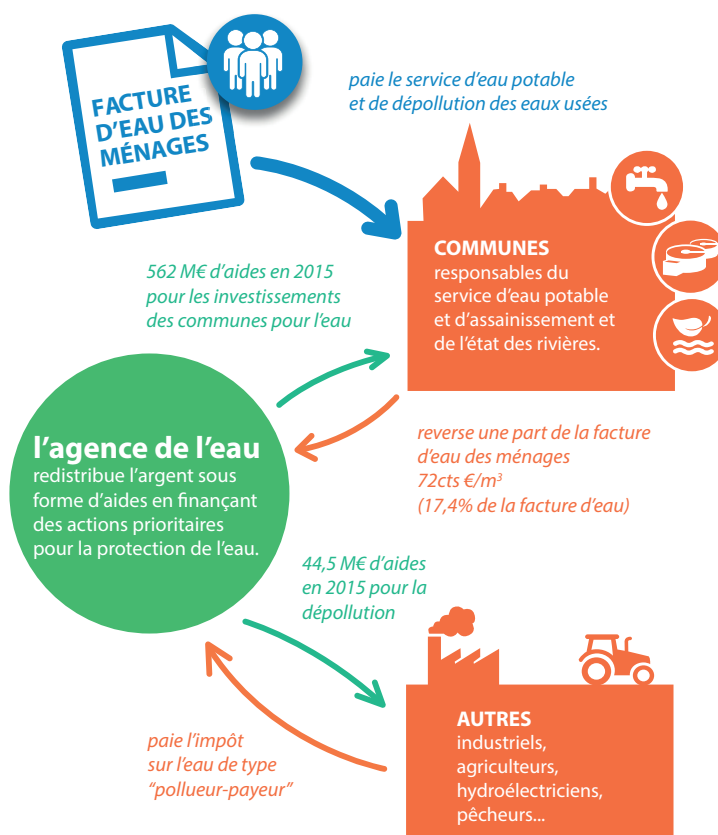 FACTURE
D'EAU DES
MÉNAGES
paie le service d'eau potable
et de dépollution des eaux usées
COMMUNES
responsables du
service d'eau potable
et d'assainissement et
de l'état des rivières.
562 M€ d'aides en 2015
pour les investissements
des communes pour l'eau
l'agence de l'eau
redistribue l'argent sous
forme d'aides en finançant
des actions prioritaires
pour la protection de l'eau.
reverse une part de la facture
d'eau des ménages
72cts €/m³
(17,4% de la facture d'eau)
44,5 M€ d'aides
en 2015 pour la
dépollution
paie l'impôt
sur l'eau de type
"pollueur-payeur"
AUTRES
industriels,
agriculteurs,
hydroélectriciens,
pêcheurs...